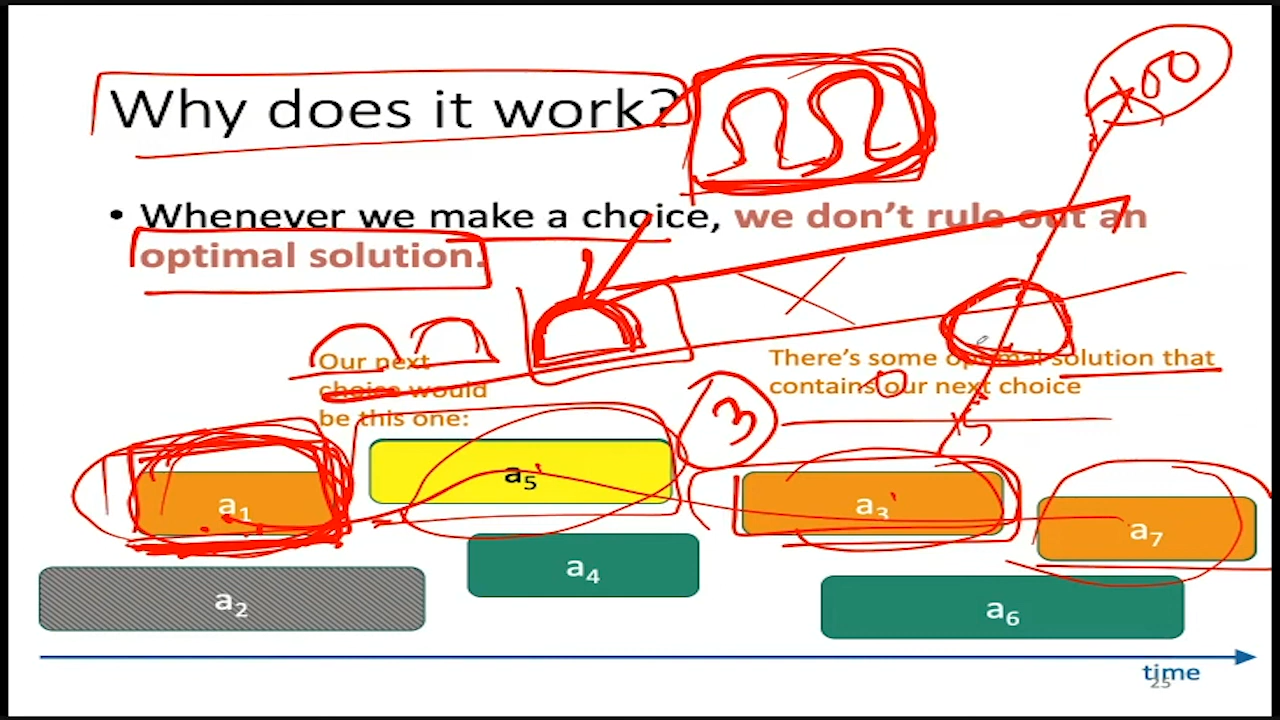 Why does it work?
• Whenever we make a choice, we don't rule out an
optimal solution.
Our next
choice would
be this one:
There's some optimal solution that
contains our next choice
3
a5'
a1
a3'
a7
a4
a2
a6
time
25